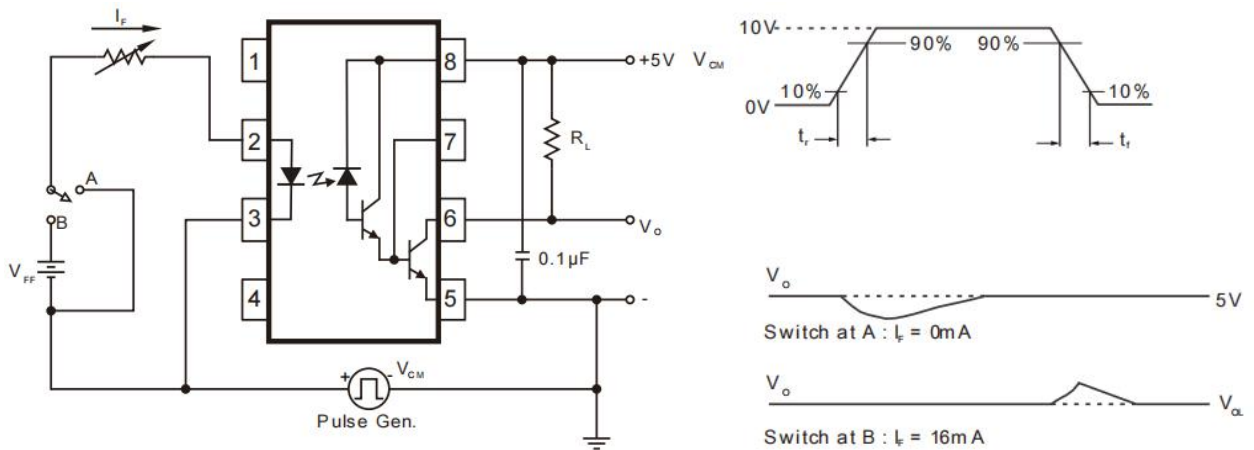 I_F
1
2
3
4
8
7
6
5
A
B
V_FF
+5V
R_L
V_O
0.1µF
-
+
- V_CM
Pulse Gen.
V_CM
10V
0V
90% 90%
10% 10%
t_r t_f
V_O
5V
Switch at A : I_F = 0mA
V_O
V_OL
Switch at B : I_F = 16mA